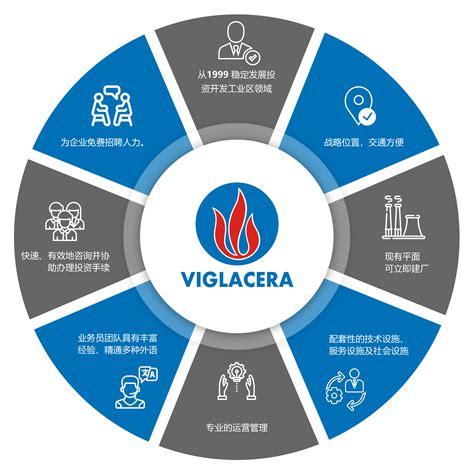 从1999 稳定发展投
资开发工业区领域
战略位置，交通方便
现有平面
可立即建厂
配套性的技术设施、
服务设施及社会设施
专业的运营管理
业务员团队具有丰富
经验、精通多种外语
快速、有效地咨询并协
助办理投资手续
为企业免费招聘人力。
VIGLACERA